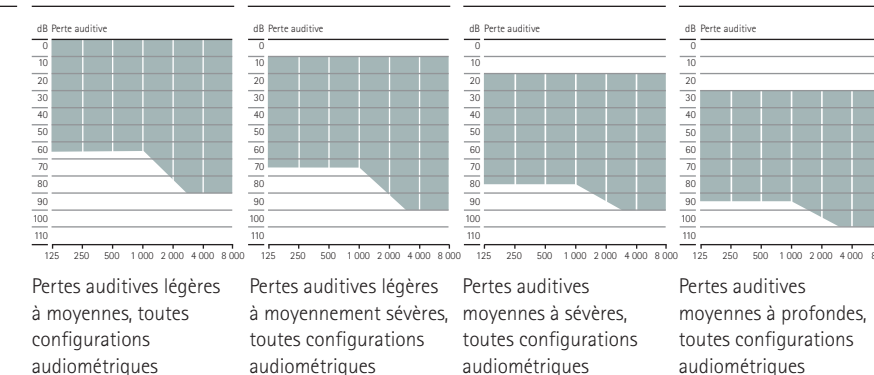 dB Perte auditive
0
10
20
30
40
50
60
70
80
90
100
110
125 250 500 1 000 2 000 4 000 8 000
Pertes auditives légères
à moyennes, toutes
configurations
audiométriques
dB Perte auditive
0
10
20
30
40
50
60
70
80
90
100
110
125 250 500 1 000 2 000 4 000 8 000
Pertes auditives légères
à moyennement sévères,
toutes configurations
audiométriques
dB Perte auditive
0
10
20
30
40
50
60
70
80
90
100
110
125 250 500 1 000 2 000 4 000 8 000
Pertes auditives
moyennes à sévères,
toutes configurations
audiométriques
dB Perte auditive
0
10
20
30
40
50
60
70
80
90
100
110
125 250 500 1 000 2 000 4 000 8
Pertes auditives
moyennes à profondes,
toutes configurations
audiométriques